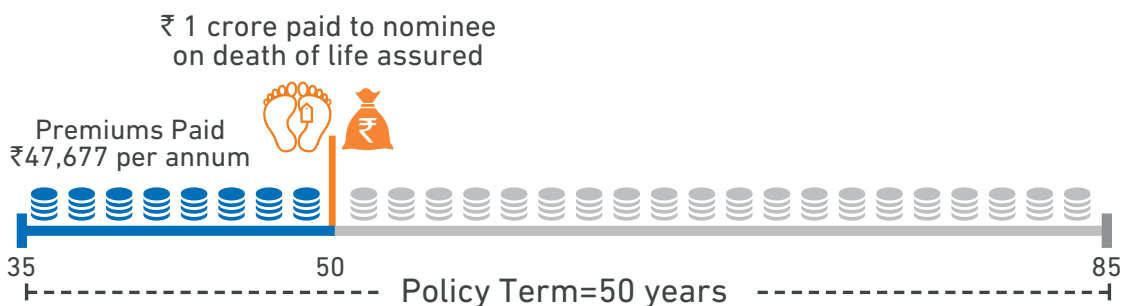 ₹ 1 crore paid to nominee
on death of life assured
₹
Premiums Paid
₹47,677 per annum
35
50
85
Policy Term=50 years